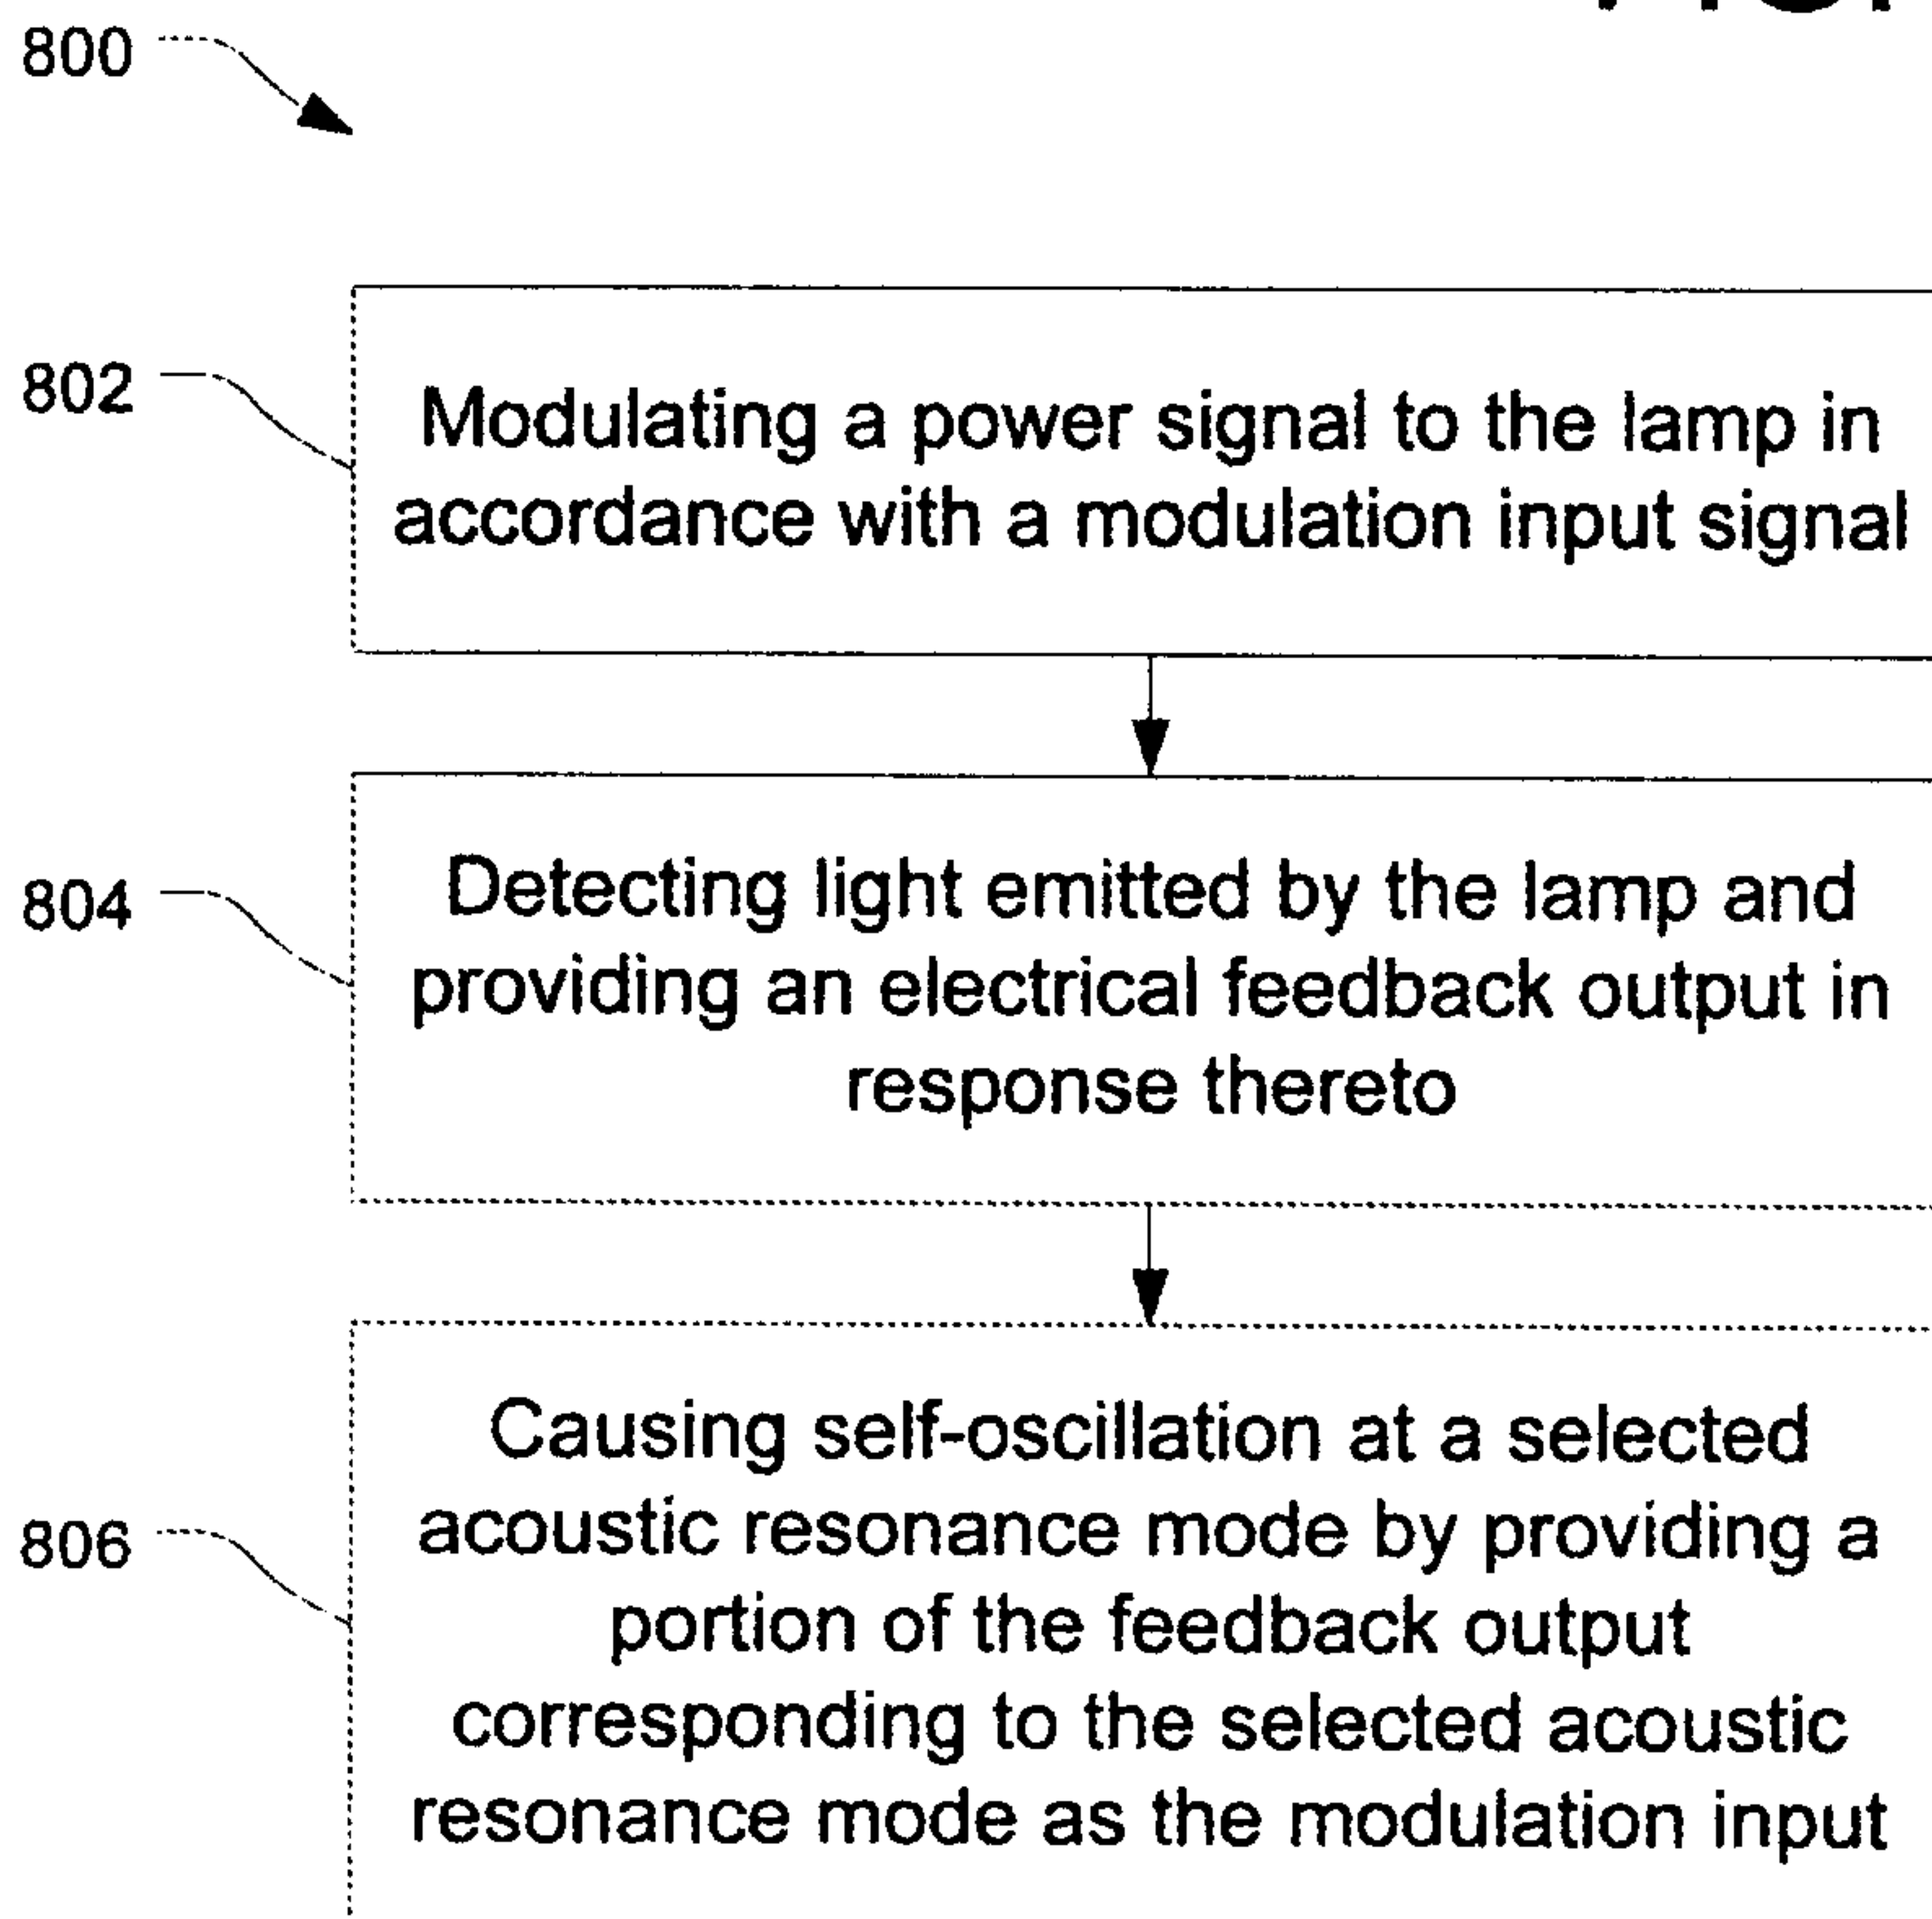 800
802
Modulating a power signal to the lamp in
accordance with a modulation input signal
804
Detecting light emitted by the lamp and
providing an electrical feedback output in
response thereto
806
Causing self-oscillation at a selected
acoustic resonance mode by providing a
portion of the feedback output
corresponding to the selected acoustic
resonance mode as the modulation input